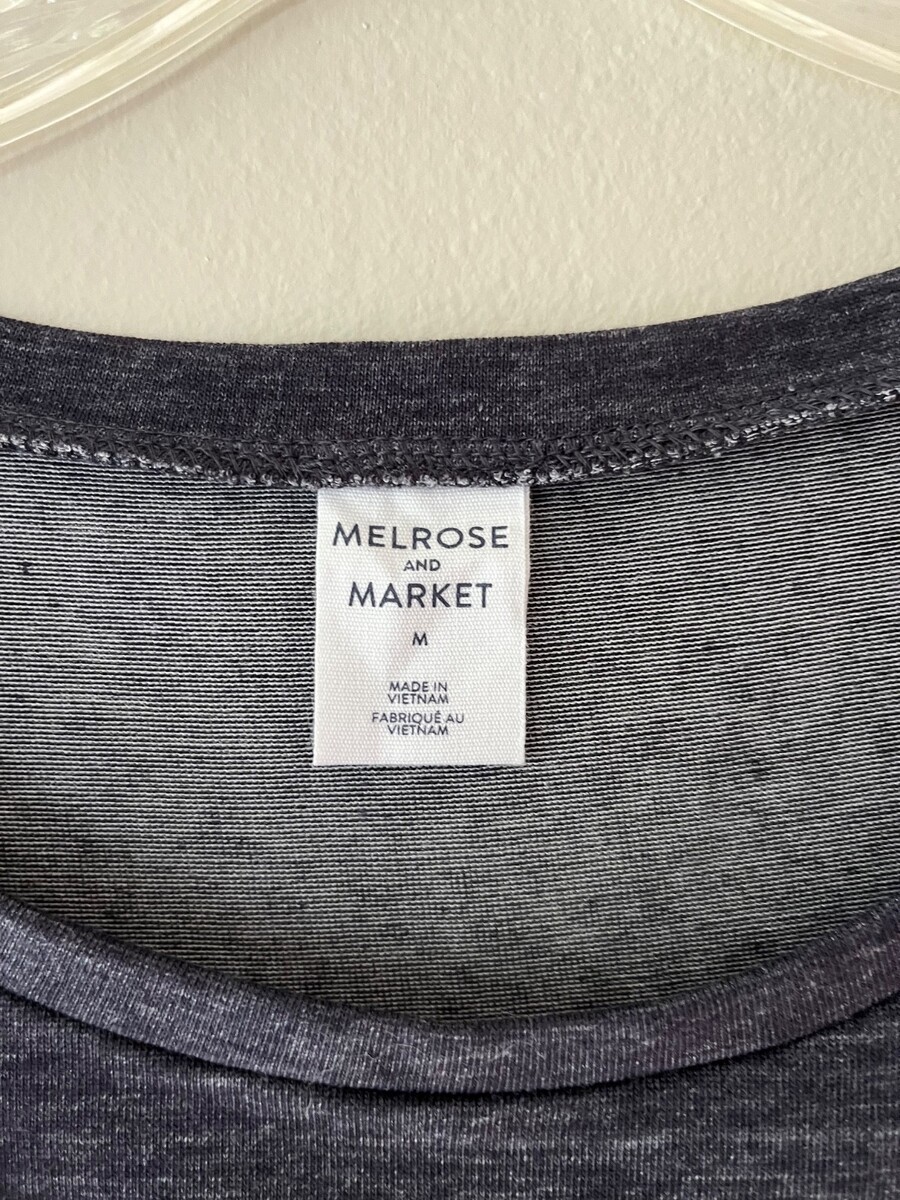 MELROSE
AND
MARKET
M
MADE IN
VIETNAM
FABRIQUÉ AU
VIETNAM